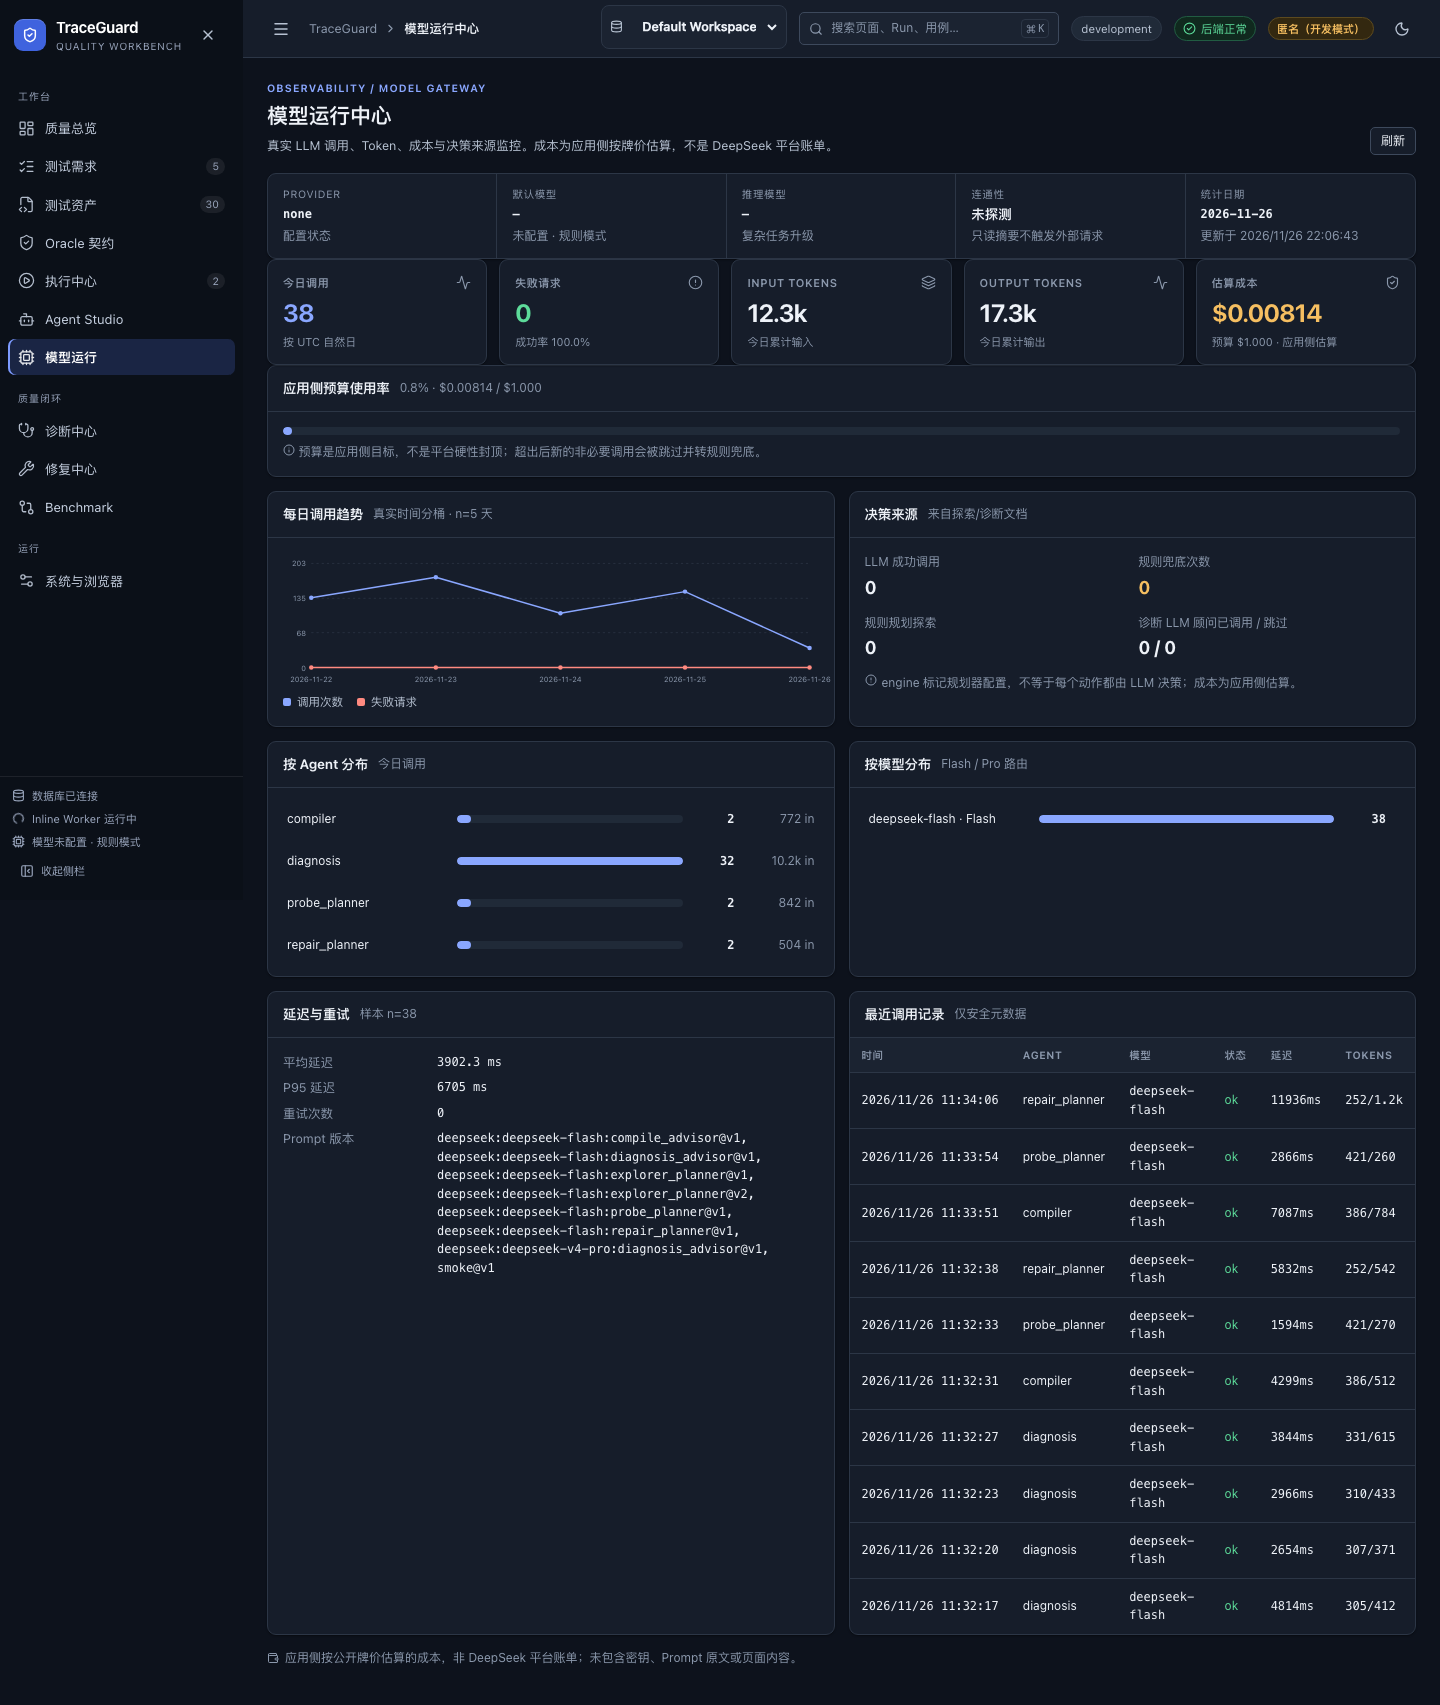 TraceGuard
QUALITY WORKBENCH
工作台
质量总览
测试需求 5
测试资产 30
Oracle 契约
执行中心 2
Agent Studio
模型运行
质量闭环
诊断中心
修复中心
Benchmark
运行
系统与浏览器
数据库已连接
Inline Worker 运行中
模型未配置 · 规则模式
收起侧栏
TraceGuard > 模型运行中心
Default Workspace
搜索页面、Run、用例...
⌘ K
development
后端正常
匿名（开发模式）
OBSERVABILITY / MODEL GATEWAY
模型运行中心
真实 LLM 调用、Token、成本与决策来源监控。成本为应用侧按牌价估算，不是 DeepSeek 平台账单。
刷新
PROVIDER
none
配置状态
默认模型
—
未配置 · 规则模式
推理模型
—
复杂任务升级
连通性
未探测
只读摘要不触发外部请求
统计日期
2026-11-26
更新于 2026/11/26 22:06:43
今日调用
38
按 UTC 自然日
失败请求
0
成功率 100.0%
INPUT TOKENS
12.3k
今日累计输入
OUTPUT TOKENS
17.3k
今日累计输出
估算成本
$0.00814
预算 $1.000 · 应用侧估算
应用侧预算使用率 0.8% · $0.00814 / $1.000
预算是应用侧目标，不是平台硬性封顶；超出后新的非必要调用会被跳过并转规则兜底。
每日调用趋势 真实时间分桶 · n=5 天
203
135
68
0
2026-11-22 2026-11-23 2026-11-24 2026-11-25 2026-11-26
调用次数 失败请求
决策来源 来自探索/诊断文档
LLM 成功调用
0
规则兜底次数
0
规则规划探索
0
诊断 LLM 顾问已调用 / 跳过
0 / 0
engine 标记规划器配置，不等于每个动作都由 LLM 决策；成本为应用侧估算。
按 Agent 分布 今日调用
compiler 2 772 in
diagnosis 32 10.2k in
probe_planner 2 842 in
repair_planner 2 504 in
按模型分布 Flash / Pro 路由
deepseek-flash · Flash 38
延迟与重试 样本 n=38
平均延迟 3902.3 ms
P95 延迟 6705 ms
重试次数 0
Prompt 版本 deepseek:deepseek-flash:compile_advisor@v1,
deepseek:deepseek-flash:diagnosis_advisor@v1,
deepseek:deepseek-flash:explorer_planner@v1,
deepseek:deepseek-flash:explorer_planner@v2,
deepseek:deepseek-flash:probe_planner@v1,
deepseek:deepseek-flash:repair_planner@v1,
deepseek:deepseek-v4-pro:diagnosis_advisor@v1,
smoke@v1
最近调用记录 仅安全元数据
时间 AGENT 模型 状态 延迟 TOKENS
2026/11/26 11:34:06 repair_planner deepseek-flash ok 11936ms 252/1.2k
2026/11/26 11:33:54 probe_planner deepseek-flash ok 2866ms 421/260
2026/11/26 11:33:51 compiler deepseek-flash ok 7087ms 386/784
2026/11/26 11:32:38 repair_planner deepseek-flash ok 5832ms 252/542
2026/11/26 11:32:33 probe_planner deepseek-flash ok 1594ms 421/270
2026/11/26 11:32:31 compiler deepseek-flash ok 4299ms 386/512
2026/11/26 11:32:27 diagnosis deepseek-flash ok 3844ms 331/615
2026/11/26 11:32:23 diagnosis deepseek-flash ok 2966ms 310/433
2026/11/26 11:32:20 diagnosis deepseek-flash ok 2654ms 307/371
2026/11/26 11:32:17 diagnosis deepseek-flash ok 4814ms 305/412
应用侧按公开牌价估算的成本，非 DeepSeek 平台账单；未包含密钥、Prompt 原文或页面内容。